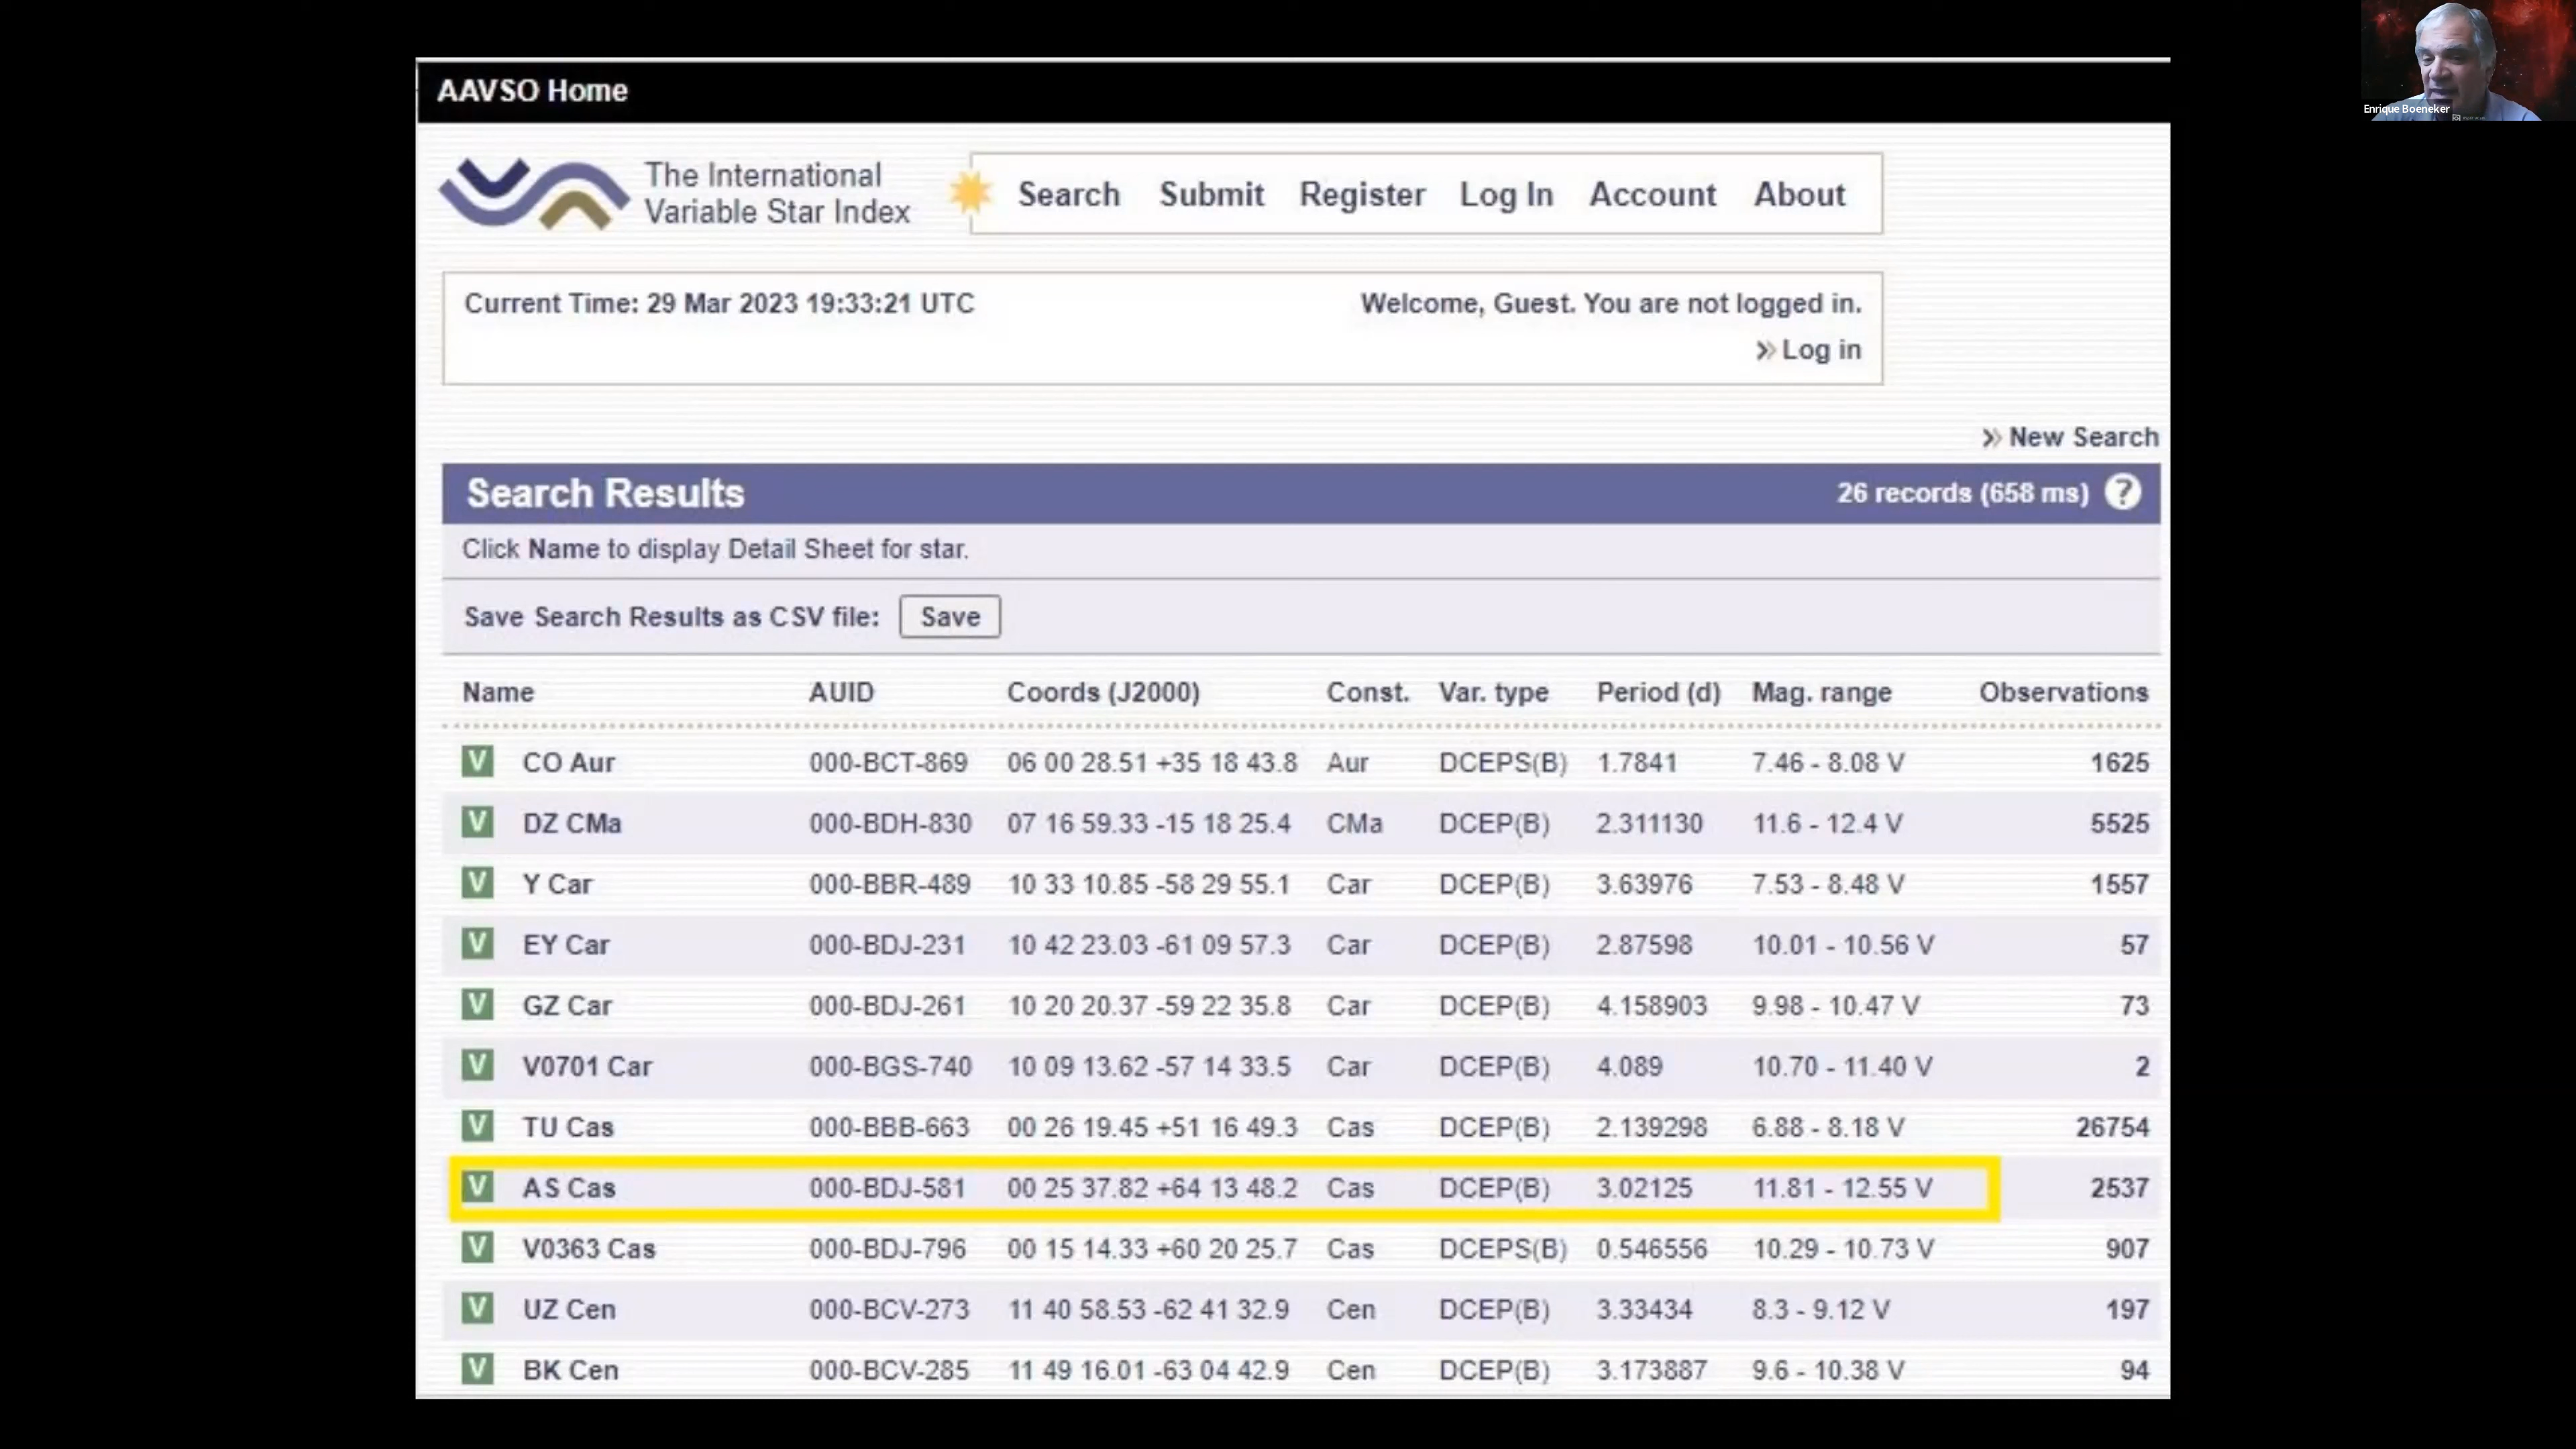 Enrique Boeneker
AAVSO Home
The International
Variable Star Index
Search Submit Register Log In Account About
Current Time: 29 Mar 2023 19:33:21 UTC Welcome, Guest. You are not logged in.
» Log in
» New Search
Search Results 26 records (658 ms) ?
Click Name to display Detail Sheet for star.
Save Search Results as CSV file: Save
Name AUID Coords (J2000) Const. Var. type Period (d) Mag. range Observations
V CO Aur 000-BCT-869 06 00 28.51 +35 18 43.8 Aur DCEPS(B) 1.7841 7.46 - 8.08 V 1625
V DZ CMa 000-BDH-830 07 16 59.33 -15 18 25.4 CMa DCEP(B) 2.311130 11.6 - 12.4 V 5525
V Y Car 000-BBR-489 10 33 10.85 -58 29 55.1 Car DCEP(B) 3.63976 7.53 - 8.48 V 1557
V EY Car 000-BDJ-231 10 42 23.03 -61 09 57.3 Car DCEP(B) 2.87598 10.01 - 10.56 V 57
V GZ Car 000-BDJ-261 10 20 20.37 -59 22 35.8 Car DCEP(B) 4.158903 9.98 - 10.47 V 73
V V0701 Car 000-BGS-740 10 09 13.62 -57 14 33.5 Car DCEP(B) 4.089 10.70 - 11.40 V 2
V TU Cas 000-BBB-663 00 26 19.45 +51 16 49.3 Cas DCEP(B) 2.139298 6.88 - 8.18 V 26754
V AS Cas 000-BDJ-581 00 25 37.82 +64 13 48.2 Cas DCEP(B) 3.02125 11.81 - 12.55 V 2537
V V0363 Cas 000-BDJ-796 00 15 14.33 +60 20 25.7 Cas DCEPS(B) 0.546556 10.29 - 10.73 V 907
V UZ Cen 000-BCV-273 11 40 58.53 -62 41 32.9 Cen DCEP(B) 3.33434 8.3 - 9.12 V 197
V BK Cen 000-BCV-285 11 49 16.01 -63 04 42.9 Cen DCEP(B) 3.173887 9.6 - 10.38 V 94